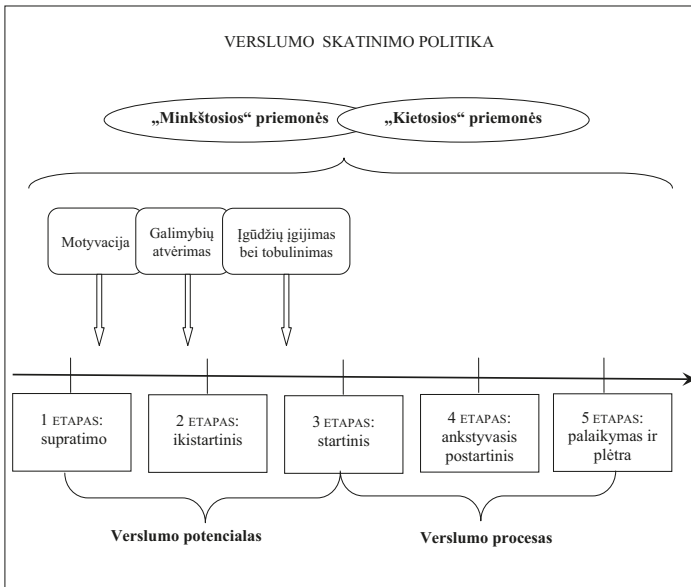 VERSLUMO SKATINIMO POLITIKA
„Minkštosios“ priemonės
„Kietosios“ priemonės
Motyvacija
Galimybių
atvėrimas
Įgūdžių įgijimas
bei tobulinimas
1 ETAPAS:
supratimo
2 ETAPAS:
ikistartinis
3 ETAPAS:
startinis
4 ETAPAS:
ankstyvasis
postartinis
5 ETAPAS:
palaikymas ir
plėtra
Verslumo potencialas
Verslumo procesas